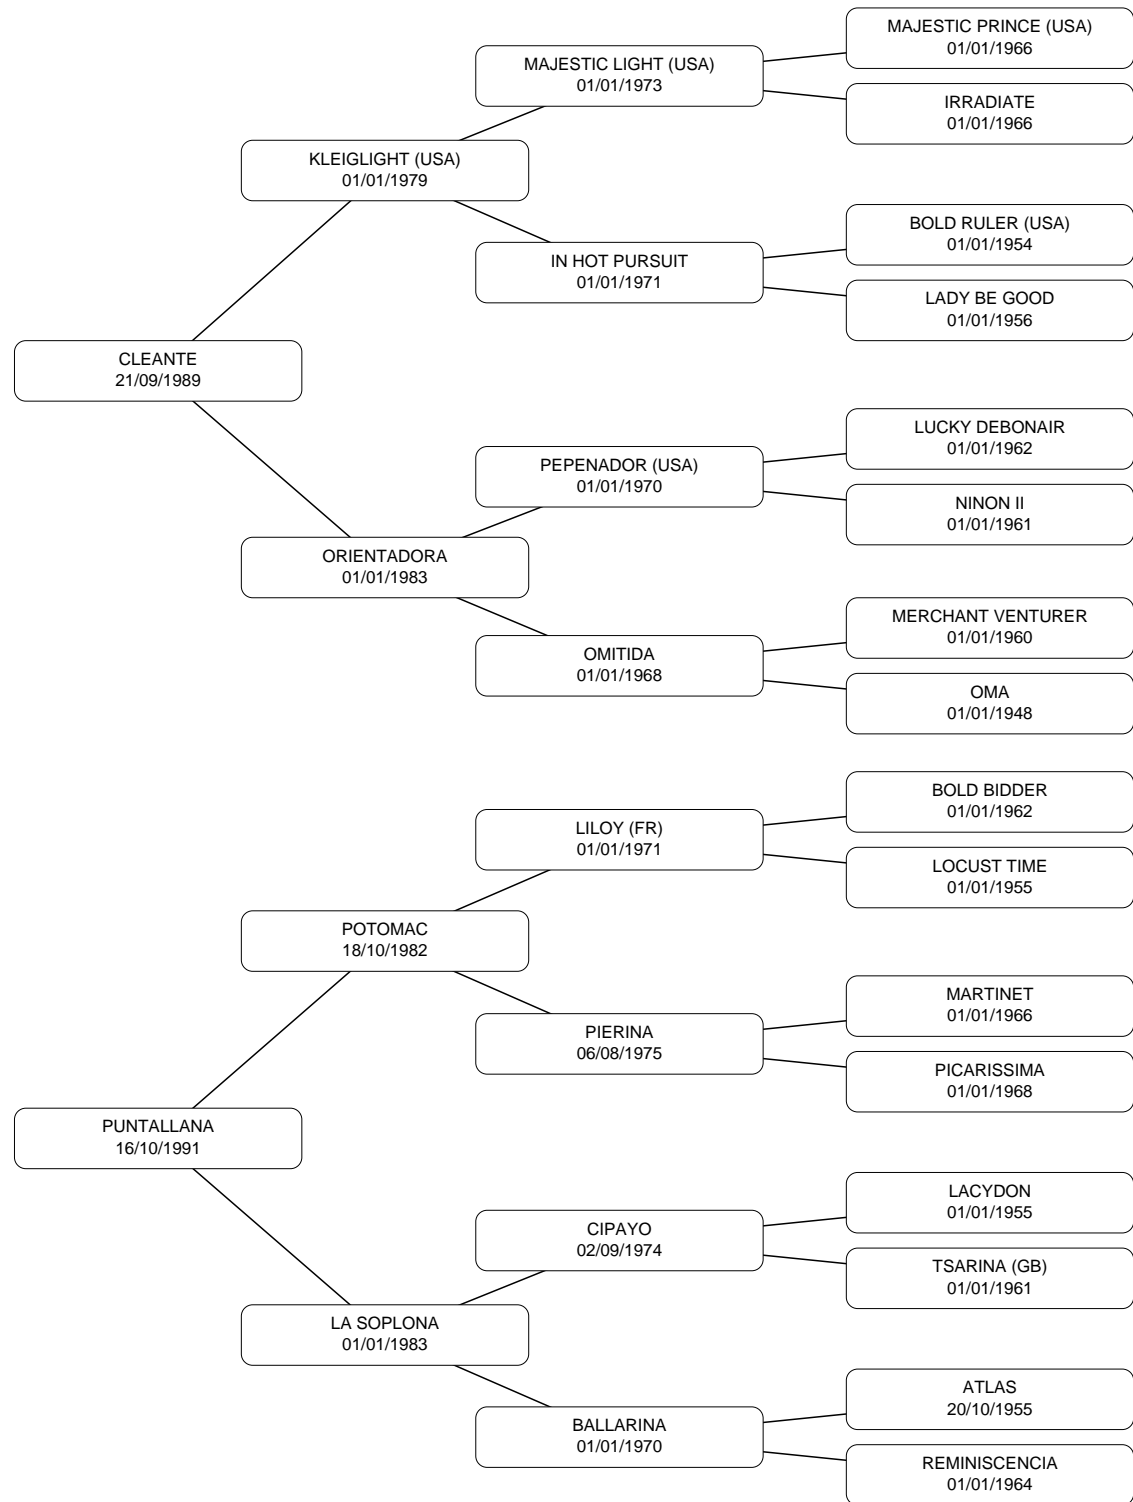 MAJESTIC PRINCE (USA)
01/01/1966
MAJESTIC LIGHT (USA)
01/01/1973
IRRADIATE
01/01/1966
KLEIGLIGHT (USA)
01/01/1979
BOLD RULER (USA)
01/01/1954
IN HOT PURSUIT
01/01/1971
LADY BE GOOD
01/01/1956
CLEANTE
21/09/1989
LUCKY DEBONAIR
01/01/1962
PEPENADOR (USA)
01/01/1970
NINON II
01/01/1961
ORIENTADORA
01/01/1983
MERCHANT VENTURER
01/01/1960
OMITIDA
01/01/1968
OMA
01/01/1948
BOLD BIDDER
01/01/1962
LILOY (FR)
01/01/1971
LOCUST TIME
01/01/1955
POTOMAC
18/10/1982
MARTINET
01/01/1966
PIERINA
06/08/1975
PICARISSIMA
01/01/1968
PUNTALLANA
16/10/1991
LACYDON
01/01/1955
CIPAYO
02/09/1974
TSARINA (GB)
01/01/1961
LA SOPLONA
01/01/1983
ATLAS
20/10/1955
BALLARINA
01/01/1970
REMINISCENCIA
01/01/1964